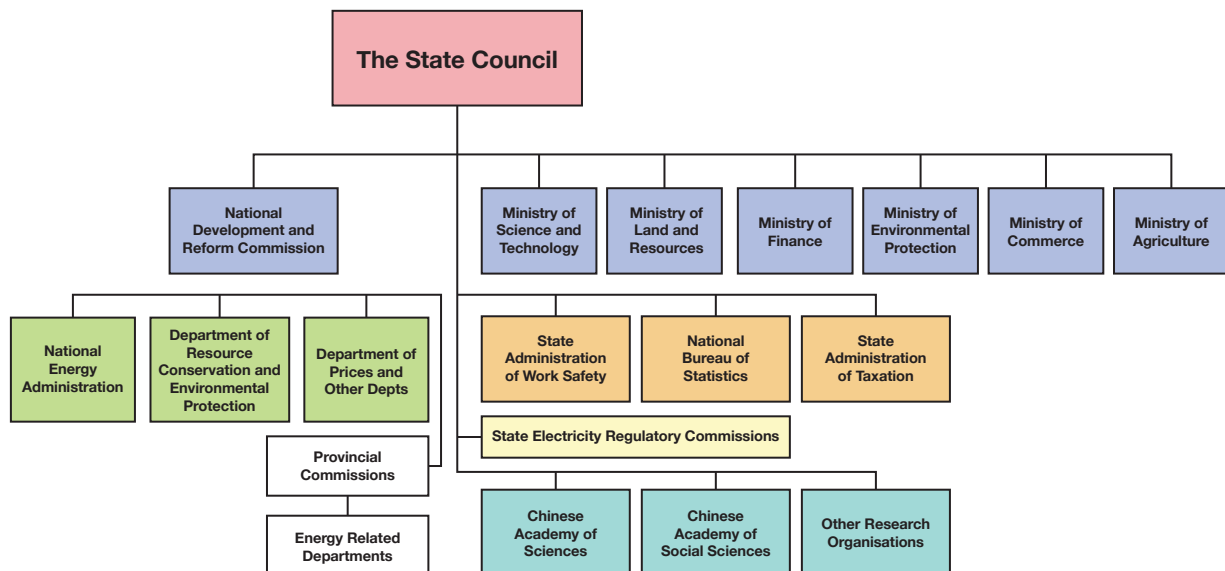 The State Council
National
Development and
Reform Commission
Ministry of
Science and
Technology
Ministry of
Land and
Resources
Ministry of
Finance
Ministry of
Environmental
Protection
Ministry of
Commerce
Ministry of
Agriculture
National
Energy
Administration
Department of
Resource
Conservation and
Environmental
Protection
Department of
Prices and
Other Depts
State
Administration
of Work Safety
National
Bureau of
Statistics
State
Administration
of Taxation
State Electricity Regulatory Commissions
Provincial
Commissions
Energy Related
Departments
Chinese
Academy of
Sciences
Chinese
Academy of
Social Sciences
Other Research
Organisations